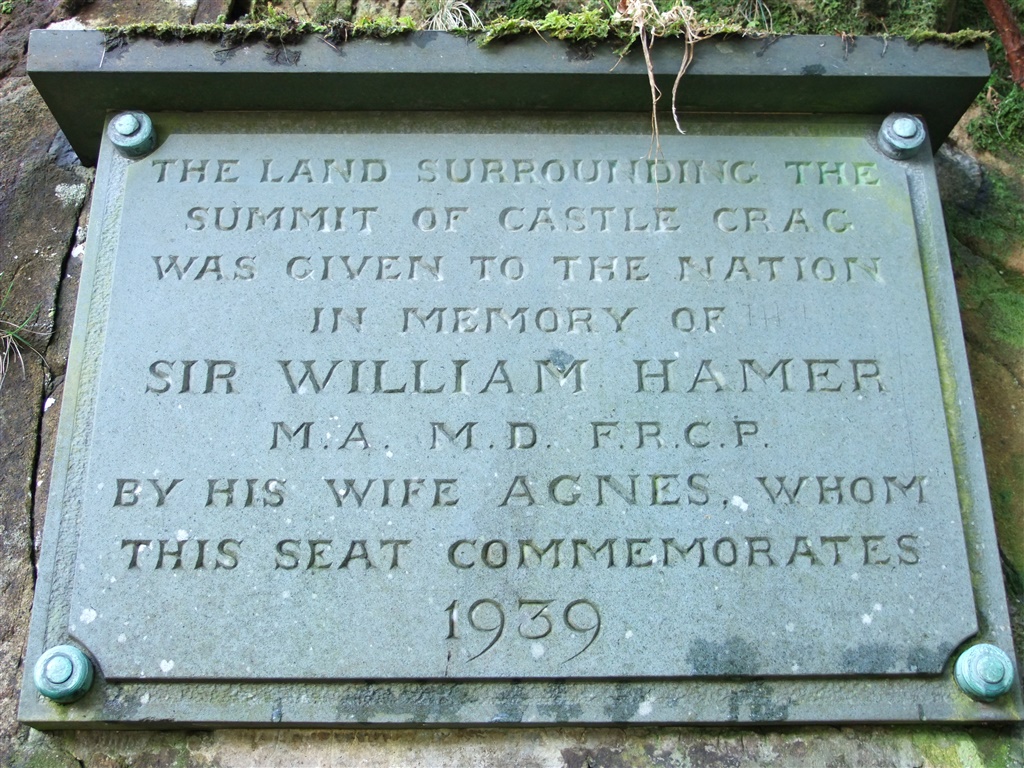 THE LAND SURROUNDING THE
SUMMIT OF CASTLE CRAG
WAS GIVEN TO THE NATION
IN MEMORY OF
SIR WILLIAM HAMER
M.A. M.D. F.R.C.P.
BY HIS WIFE AGNES, WHOM
THIS SEAT COMMEMORATES
1939